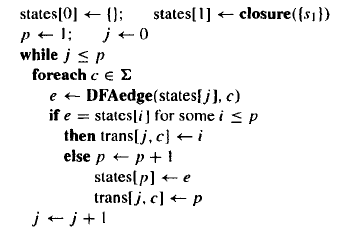 states[0] ← {}; states[1] ← closure({s1})
p ← 1; j ← 0
while j ≤ p
foreach c ∈ Σ
e ← DFAedge(states[j], c)
if e = states[i] for some i ≤ p
then trans[j, c] ← i
else p ← p + 1
states[p] ← e
trans[j, c] ← p
j ← j + 1